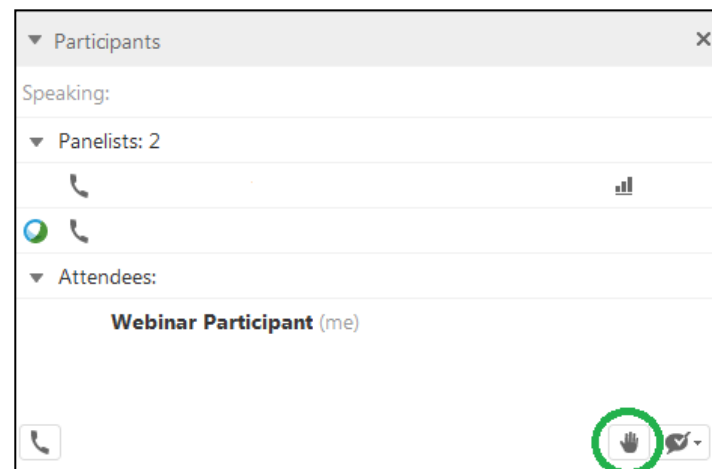 Participants
Speaking:
Panelists: 2
Attendees:
Webinar Participant (me)